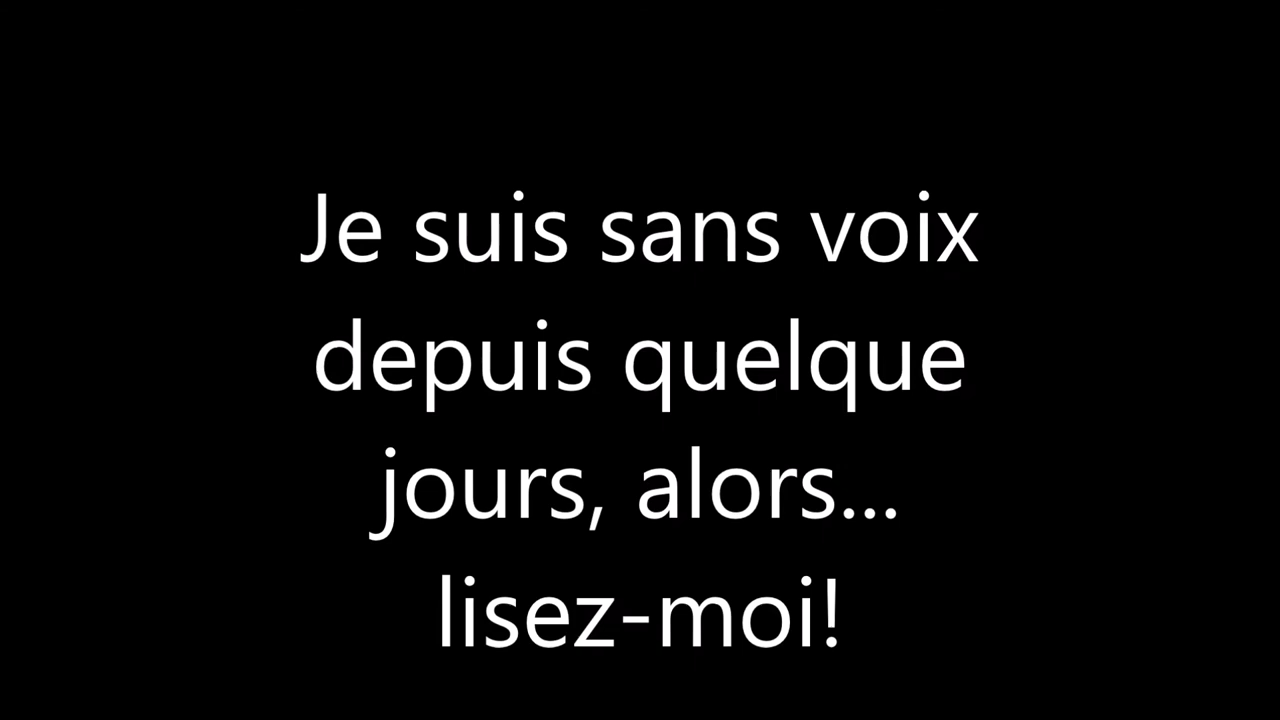 Je suis sans voix
depuis quelque
jours, alors...
lisez-moi!